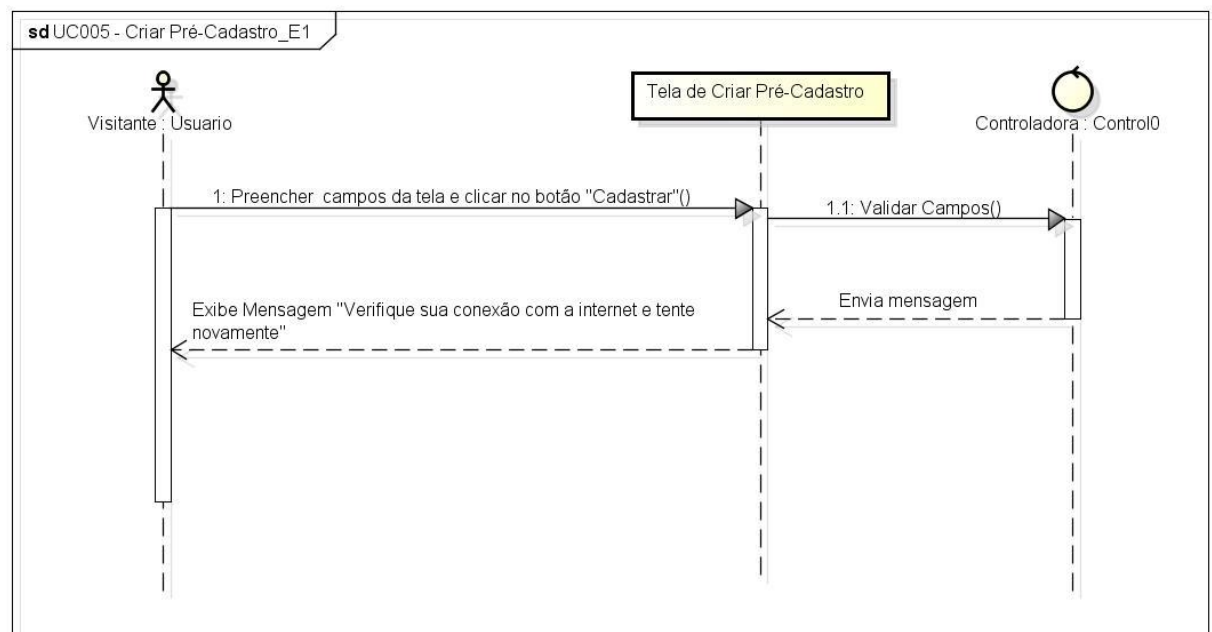 sd UC005 - Criar Pré-Cadastro_E1
Visitante : Usuario
Tela de Criar Pré-Cadastro
Controladora : Control0
1: Preencher campos da tela e clicar no botão "Cadastrar"()
1.1: Validar Campos()
Envia mensagem
Exibe Mensagem "Verifique sua conexão com a internet e tente
novamente"